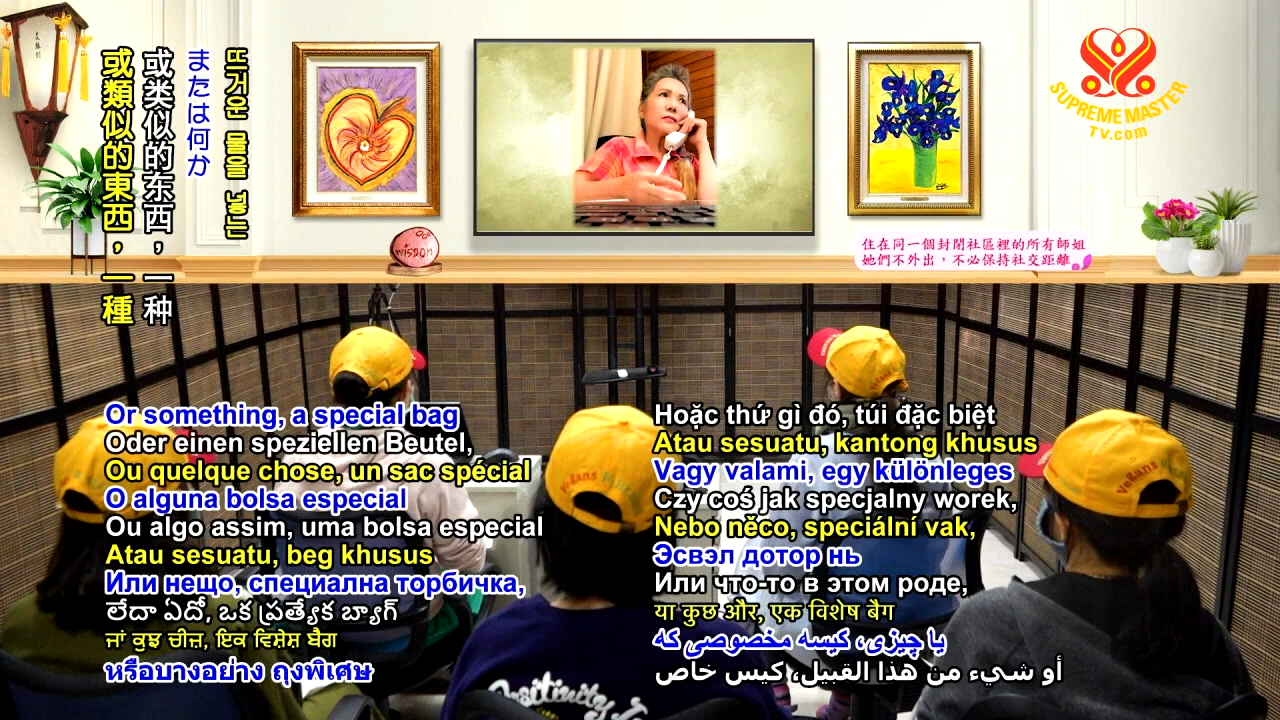 뜨거운 물을 넣는
または何か
或类似的东西，一种
或類似的東西，一種
SUPREME MASTER
TV.com
wisdom
住在同一個封閉社區裡的所有師姐
她們不外出，不必保持社交距離
Or something, a special bag
Oder einen speziellen Beutel,
Ou quelque chose, un sac spécial
O alguna bolsa especial
Ou algo assim, uma bolsa especial
Atau sesuatu, beg khusus
Или нещо, специална торбичка,
లేదా ఏదో, ఒక ప్రత్యేక బ్యాగ్
ਜਾਂ ਕੁਝ ਚੀਜ਼, ਇਕ ਵਿਸ਼ੇਸ਼ ਬੈਗ
หรือบางอย่าง ถุงพิเศษ
Hoặc thứ gì đó, túi đặc biệt
Atau sesuatu, kantong khusus
Vagy valami, egy különleges
Czy coś jak specjalny worek,
Nebo něco, speciální vak,
Эсвэл дотор нь
Или что-то в этом роде,
या कुछ और, एक विशेष बैग
یا چیزی، کیسه مخصوصی که
أو شيء من هذا القبيل، كيس خاص
VeGans